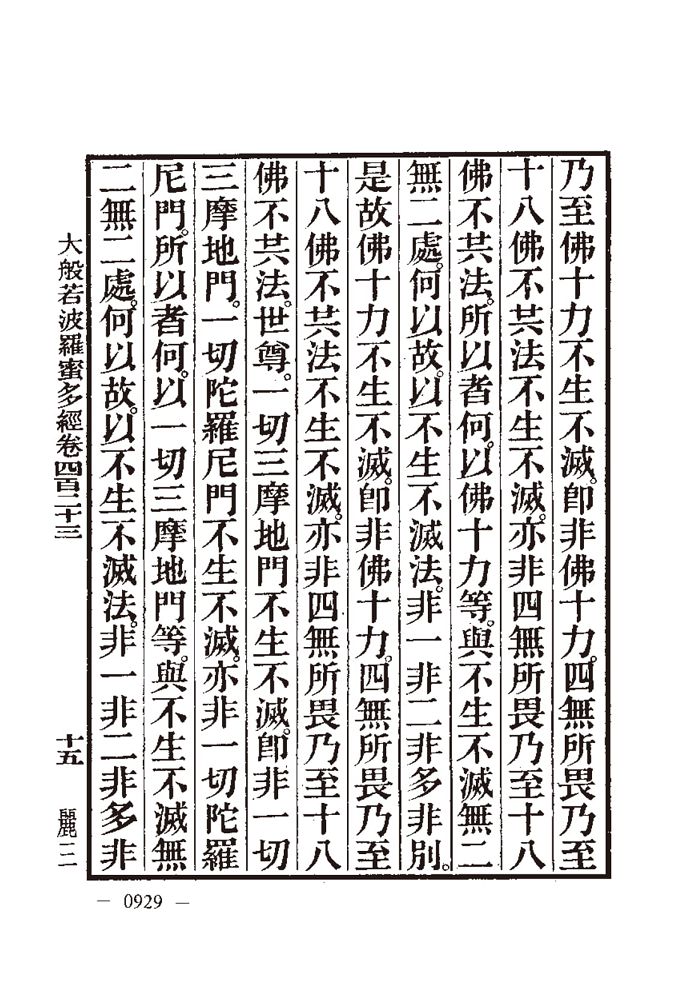 乃至佛十力不生不滅。卽非佛十力。四無所畏乃至
十八佛不共法不生不滅。亦非四無所畏乃至十八
佛不共法。所以者何。以佛十力等。與不生不滅無二
無二處。何以故。以不生不滅法。非一非二非多非別。
是故佛十力不生不滅。卽非佛十力。四無所畏乃至
十八佛不共法不生不滅。亦非四無所畏乃至十八
佛不共法。世尊。一切三摩地門不生不滅。卽非一切
三摩地門。一切陀羅尼門不生不滅。亦非一切陀羅
尼門。所以者何。以一切三摩地門等。與不生不滅無
二無二處。何以故。以不生不滅法。非一非二非多非
大般若波羅蜜多經卷四百二十三
十五
麗二
— 0929 —